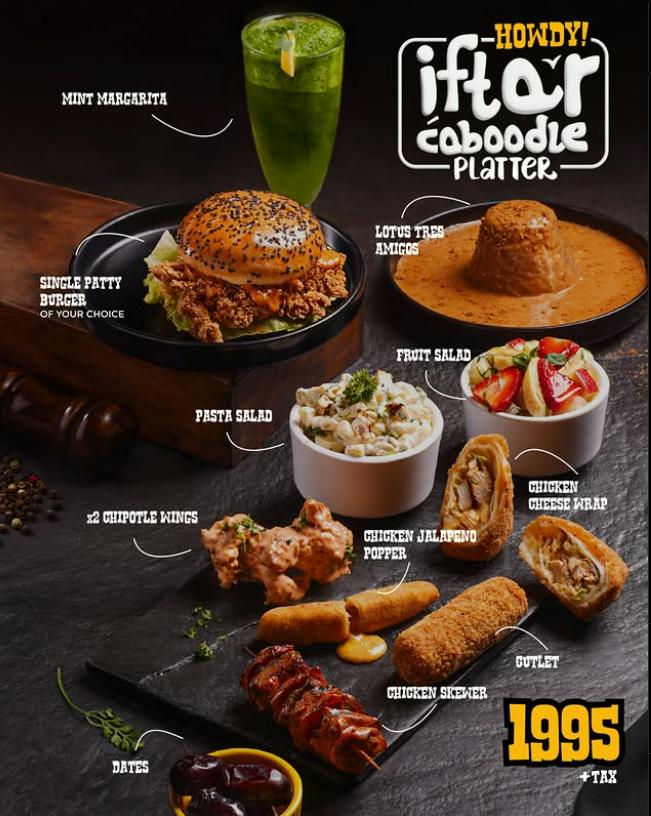 HOWDY!
iftar
caboodle
PLATTER
MINT MARGARITA
LOTUS TRES
AMIGOS
SINGLE PATTY
BURGER
OF YOUR CHOICE
FRUIT SALAD
PASTA SALAD
CHICKEN
CHEESE WRAP
x2 CHIPOTLE WINGS
CHICKEN JALAPENO
POPPER
CUTLET
CHICKEN SKEWER
DATES
1995
+TAX